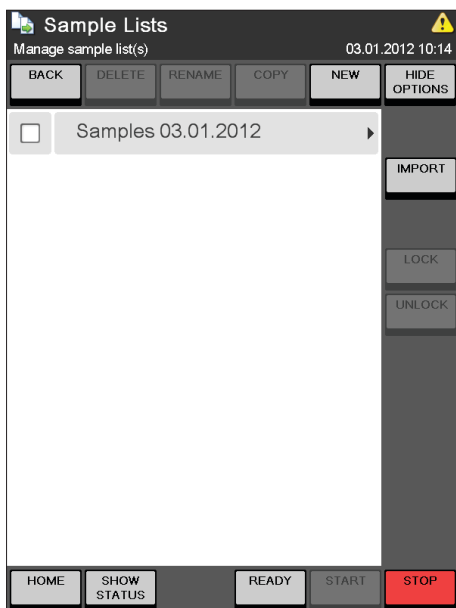 Sample Lists
Manage sample list(s) 03.01.2012 10:14
BACK DELETE RENAME COPY NEW HIDE
OPTIONS
Samples 03.01.2012
IMPORT
LOCK
UNLOCK
HOME SHOW
STATUS READY START STOP